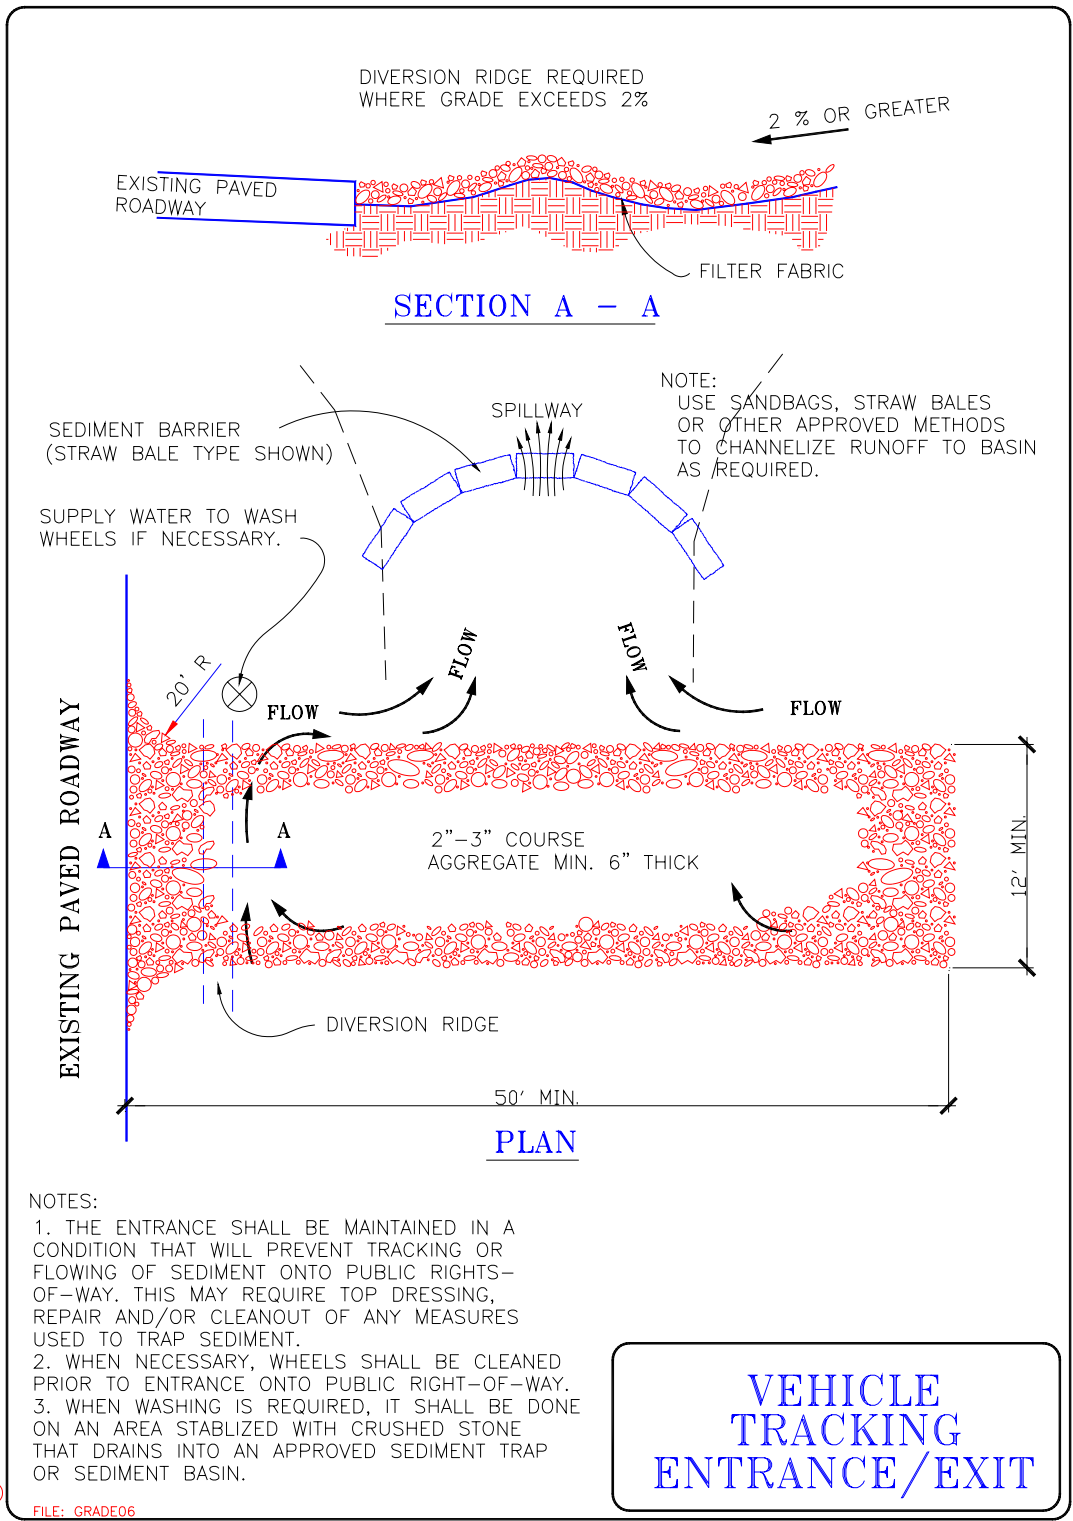 DIVERSION RIDGE REQUIRED
WHERE GRADE EXCEEDS 2%
2 % OR GREATER
EXISTING PAVED
ROADWAY
FILTER FABRIC
SECTION A - A
NOTE:
USE SANDBAGS, STRAW BALES
OR OTHER APPROVED METHODS
TO CHANNELIZE RUNOFF TO BASIN
AS REQUIRED.
SPILLWAY
SEDIMENT BARRIER
(STRAW BALE TYPE SHOWN)
SUPPLY WATER TO WASH
WHEELS IF NECESSARY.
FLOW
FLOW
20' R
FLOW
FLOW
EXISTING PAVED ROADWAY
A
A
2"-3" COURSE
AGGREGATE MIN. 6" THICK
12' MIN.
DIVERSION RIDGE
50' MIN.
PLAN
NOTES:
1. THE ENTRANCE SHALL BE MAINTAINED IN A
CONDITION THAT WILL PREVENT TRACKING OR
FLOWING OF SEDIMENT ONTO PUBLIC RIGHTS-
OF-WAY. THIS MAY REQUIRE TOP DRESSING,
REPAIR AND/OR CLEANOUT OF ANY MEASURES
USED TO TRAP SEDIMENT.
2. WHEN NECESSARY, WHEELS SHALL BE CLEANED
PRIOR TO ENTRANCE ONTO PUBLIC RIGHT-OF-WAY.
3. WHEN WASHING IS REQUIRED, IT SHALL BE DONE
ON AN AREA STABLIZED WITH CRUSHED STONE
THAT DRAINS INTO AN APPROVED SEDIMENT TRAP
OR SEDIMENT BASIN.
FILE: GRADE06
VEHICLE
TRACKING
ENTRANCE/EXIT